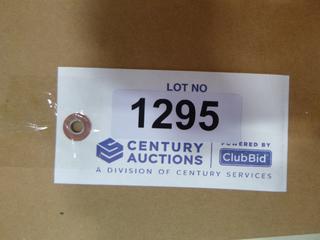 LOT NO
1295
CENTURY AUCTIONS
POWERED BY
ClubBid
A DIVISION OF CENTURY SERVICES